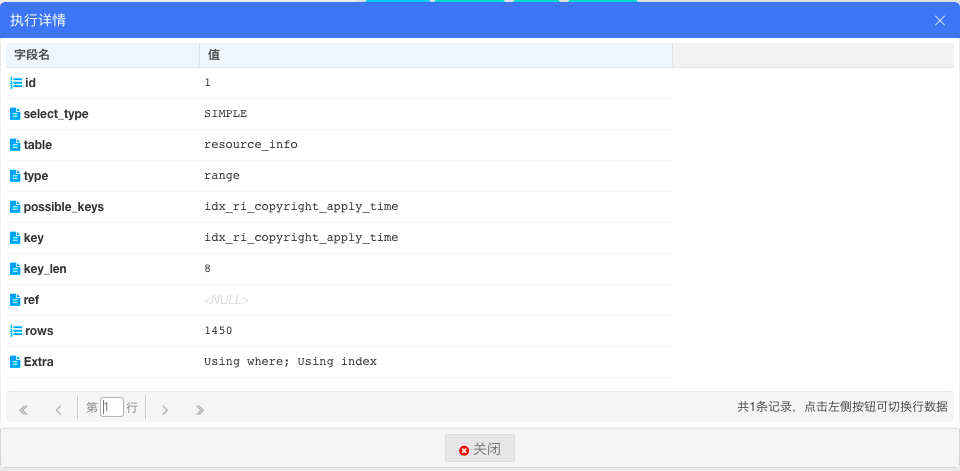 执行详情
字段名 值
id 1
select_type SIMPLE
table resource_info
type range
possible_keys idx_ri_copyright_apply_time
key idx_ri_copyright_apply_time
key_len 8
ref <NULL>
rows 1450
Extra Using where; Using index
第 1 行 共1条记录，点击左侧按钮可切换行数据
关闭